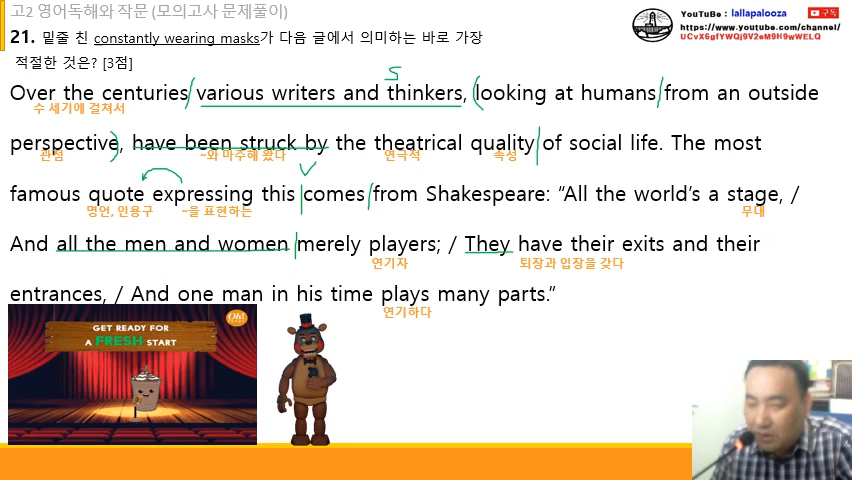 고2 영어독해와 작문 (모의고사 문제풀이)
YouTuBe : lallapalooza 구독
https://www.youtube.com/channel/
UCvX6gfYWQj9V2eM9H9wWELQ
21. 밑줄 친 constantly wearing masks가 다음 글에서 의미하는 바로 가장
적절한 것은? [3점]
S
Over the centuries various writers and thinkers, looking at humans from an outside
수 세기에 걸쳐서
perspective, have been struck by the theatrical quality of social life. The most
관점 ~와 마주해 왔다 연극적 속성
famous quote expressing this comes from Shakespeare: “All the world’s a stage, /
명언, 인용구 ~을 표현하는 무대
And all the men and women merely players; / They have their exits and their
연기자 퇴장과 입장을 갖다
entrances, / And one man in his time plays many parts.”
연기하다
Oh!
GET READY FOR
A FRESH START